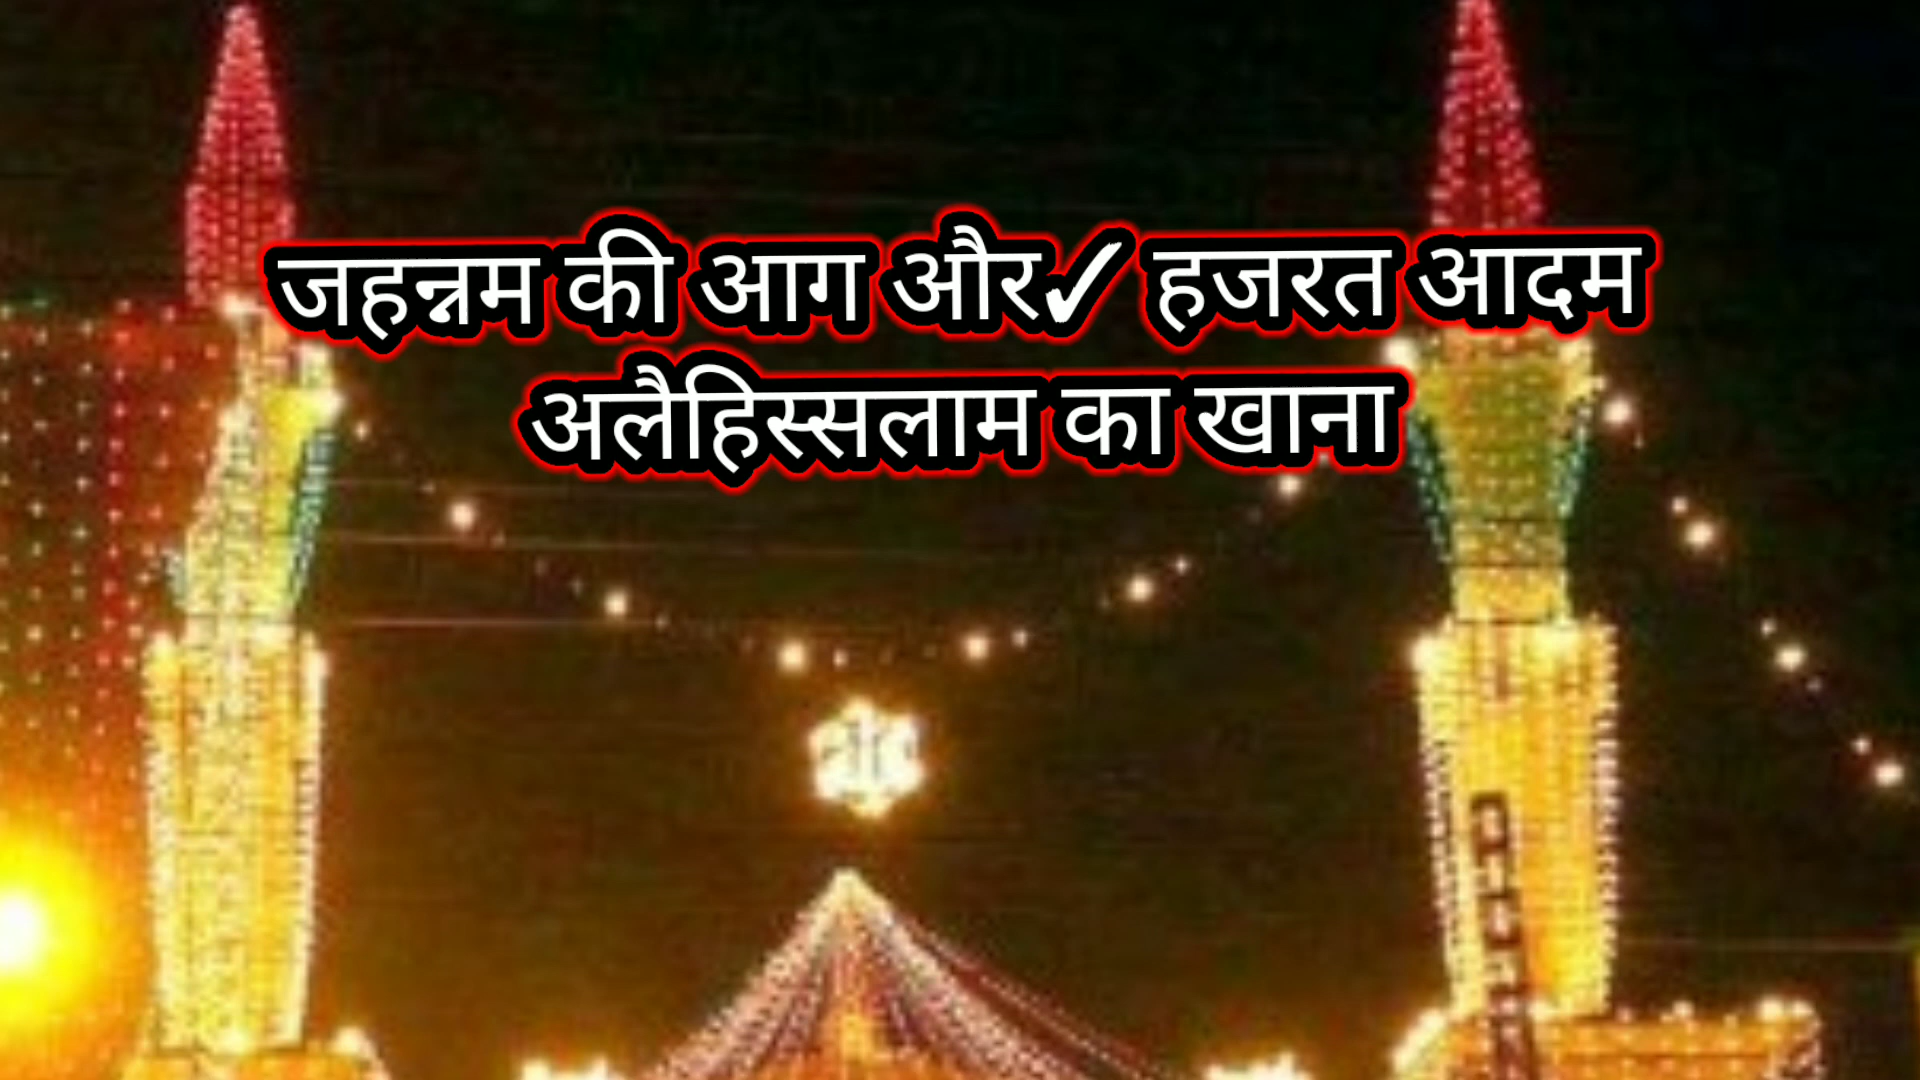 जहन्नम की आग और✓ हजरत आदम
अलैहिस्सलाम का खाना